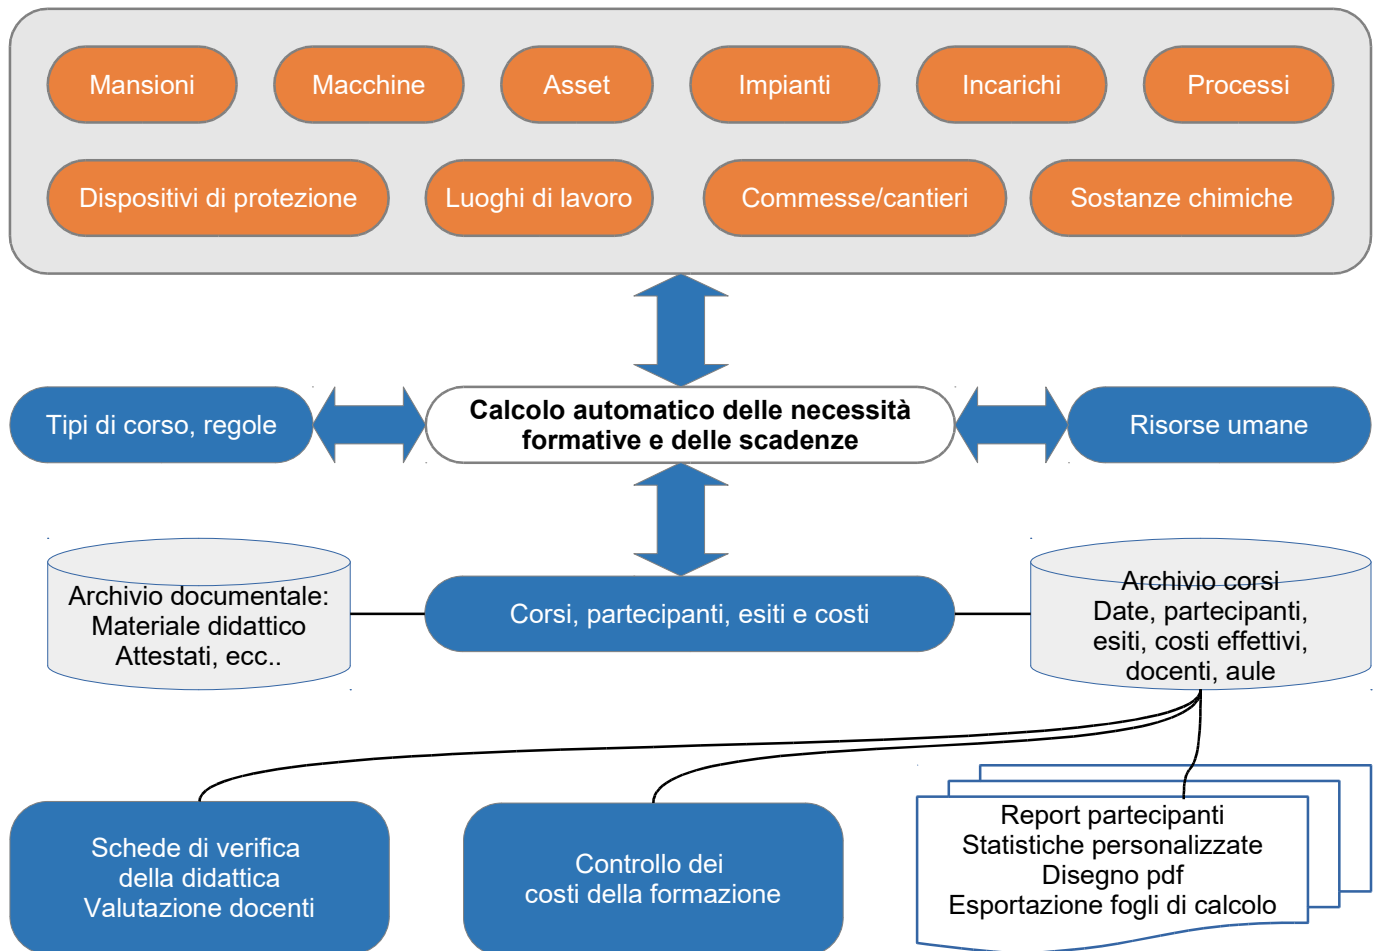 Mansioni
Macchine
Asset
Impianti
Incarichi
Processi
Dispositivi di protezione
Luoghi di lavoro
Commesse/cantieri
Sostanze chimiche
Tipi di corso, regole
Calcolo automatico delle necessità
formative e delle scadenze
Risorse umane
Archivio documentale:
Materiale didattico
Attestati, ecc..
Corsi, partecipanti, esiti e costi
Archivio corsi
Date, partecipanti,
esiti, costi effettivi,
docenti, aule
Schede di verifica
della didattica
Valutazione docenti
Controllo dei
costi della formazione
Report partecipanti
Statistiche personalizzate
Disegno pdf
Esportazione fogli di calcolo